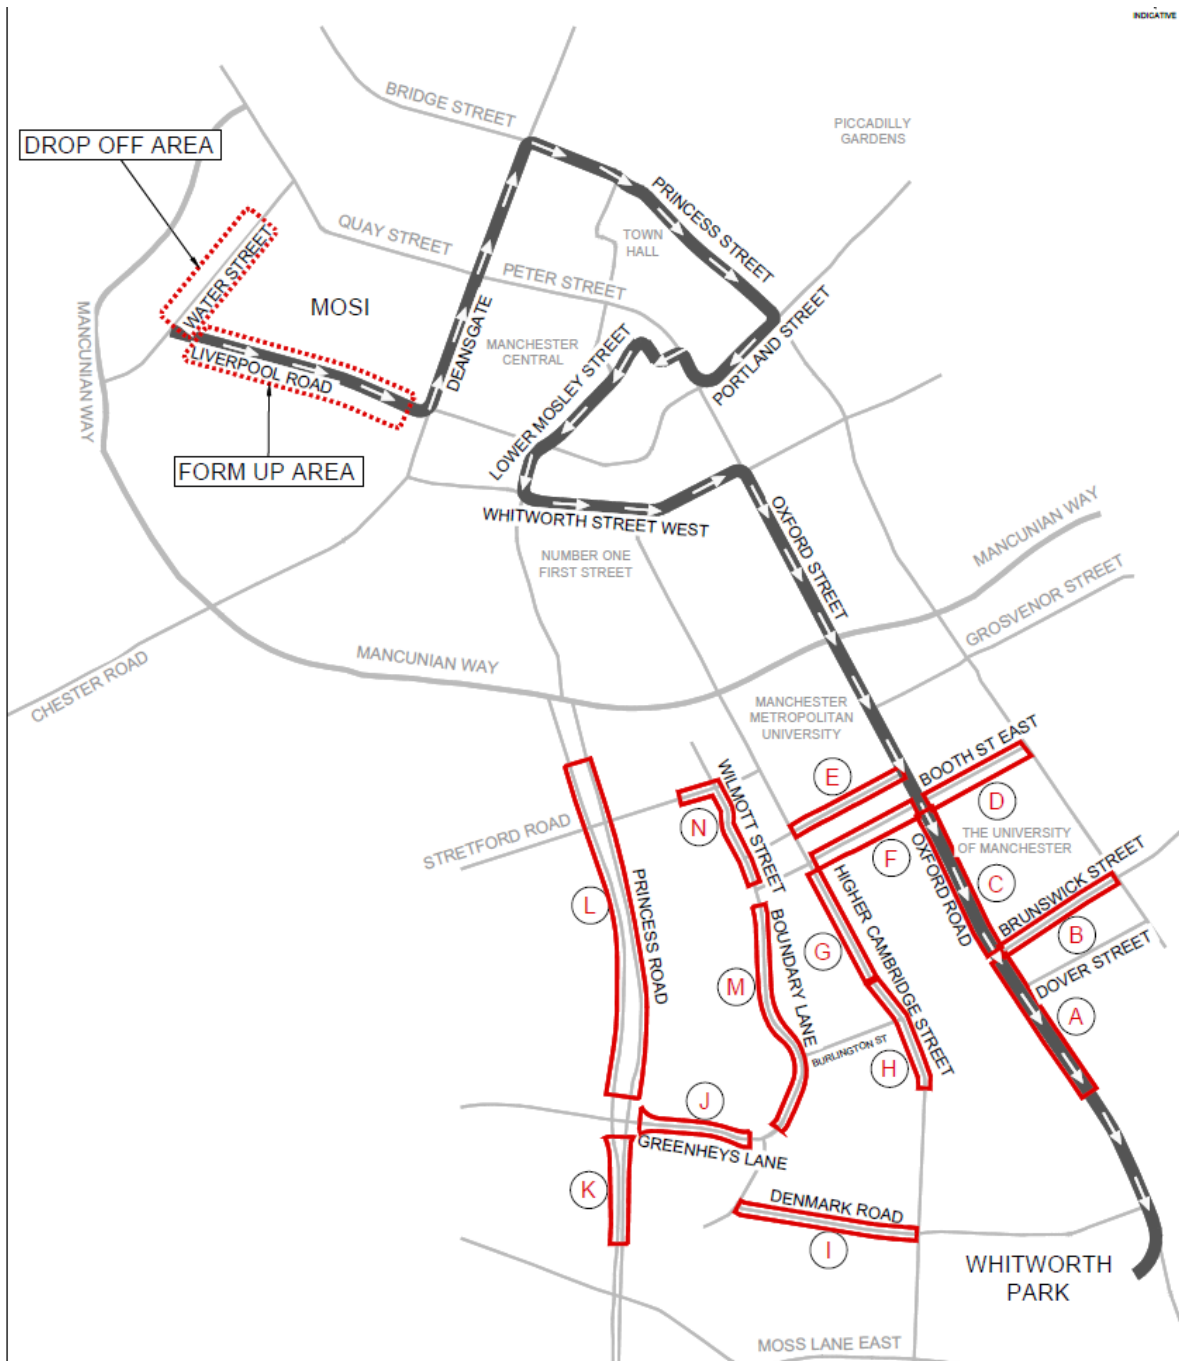 INDICATIVE
BRIDGE STREET
PICCADILLY
GARDENS
DROP OFF AREA
PRINCESS STREET
QUAY STREET
TOWN
HALL
WATER STREET
PETER STREET
MOSI
MANCUNIAN WAY
DEANSGATE
MANCHESTER
CENTRAL
PORTLAND STREET
LIVERPOOL ROAD
LOWER MOSLEY STREET
FORM UP AREA
WHITWORTH STREET WEST
OXFORD STREET
MANCUNIAN WAY
NUMBER ONE
FIRST STREET
GROSVENOR STREET
MANCUNIAN WAY
CHESTER ROAD
MANCHESTER
METROPOLITAN
UNIVERSITY
BOOTH ST EAST
E
WILMOTT STREET
D
N
STRETFORD ROAD
THE UNIVERSITY
OF MANCHESTER
F
OXFORD ROAD
C
BRUNSWICK STREET
L
PRINCESS ROAD
HIGHER CAMBRIDGE STREET
BOUNDARY LANE
G
B
DOVER STREET
M
A
BURLINGTON ST
H
J
GREENHEYS LANE
K
DENMARK ROAD
I
WHITWORTH
PARK
MOSS LANE EAST